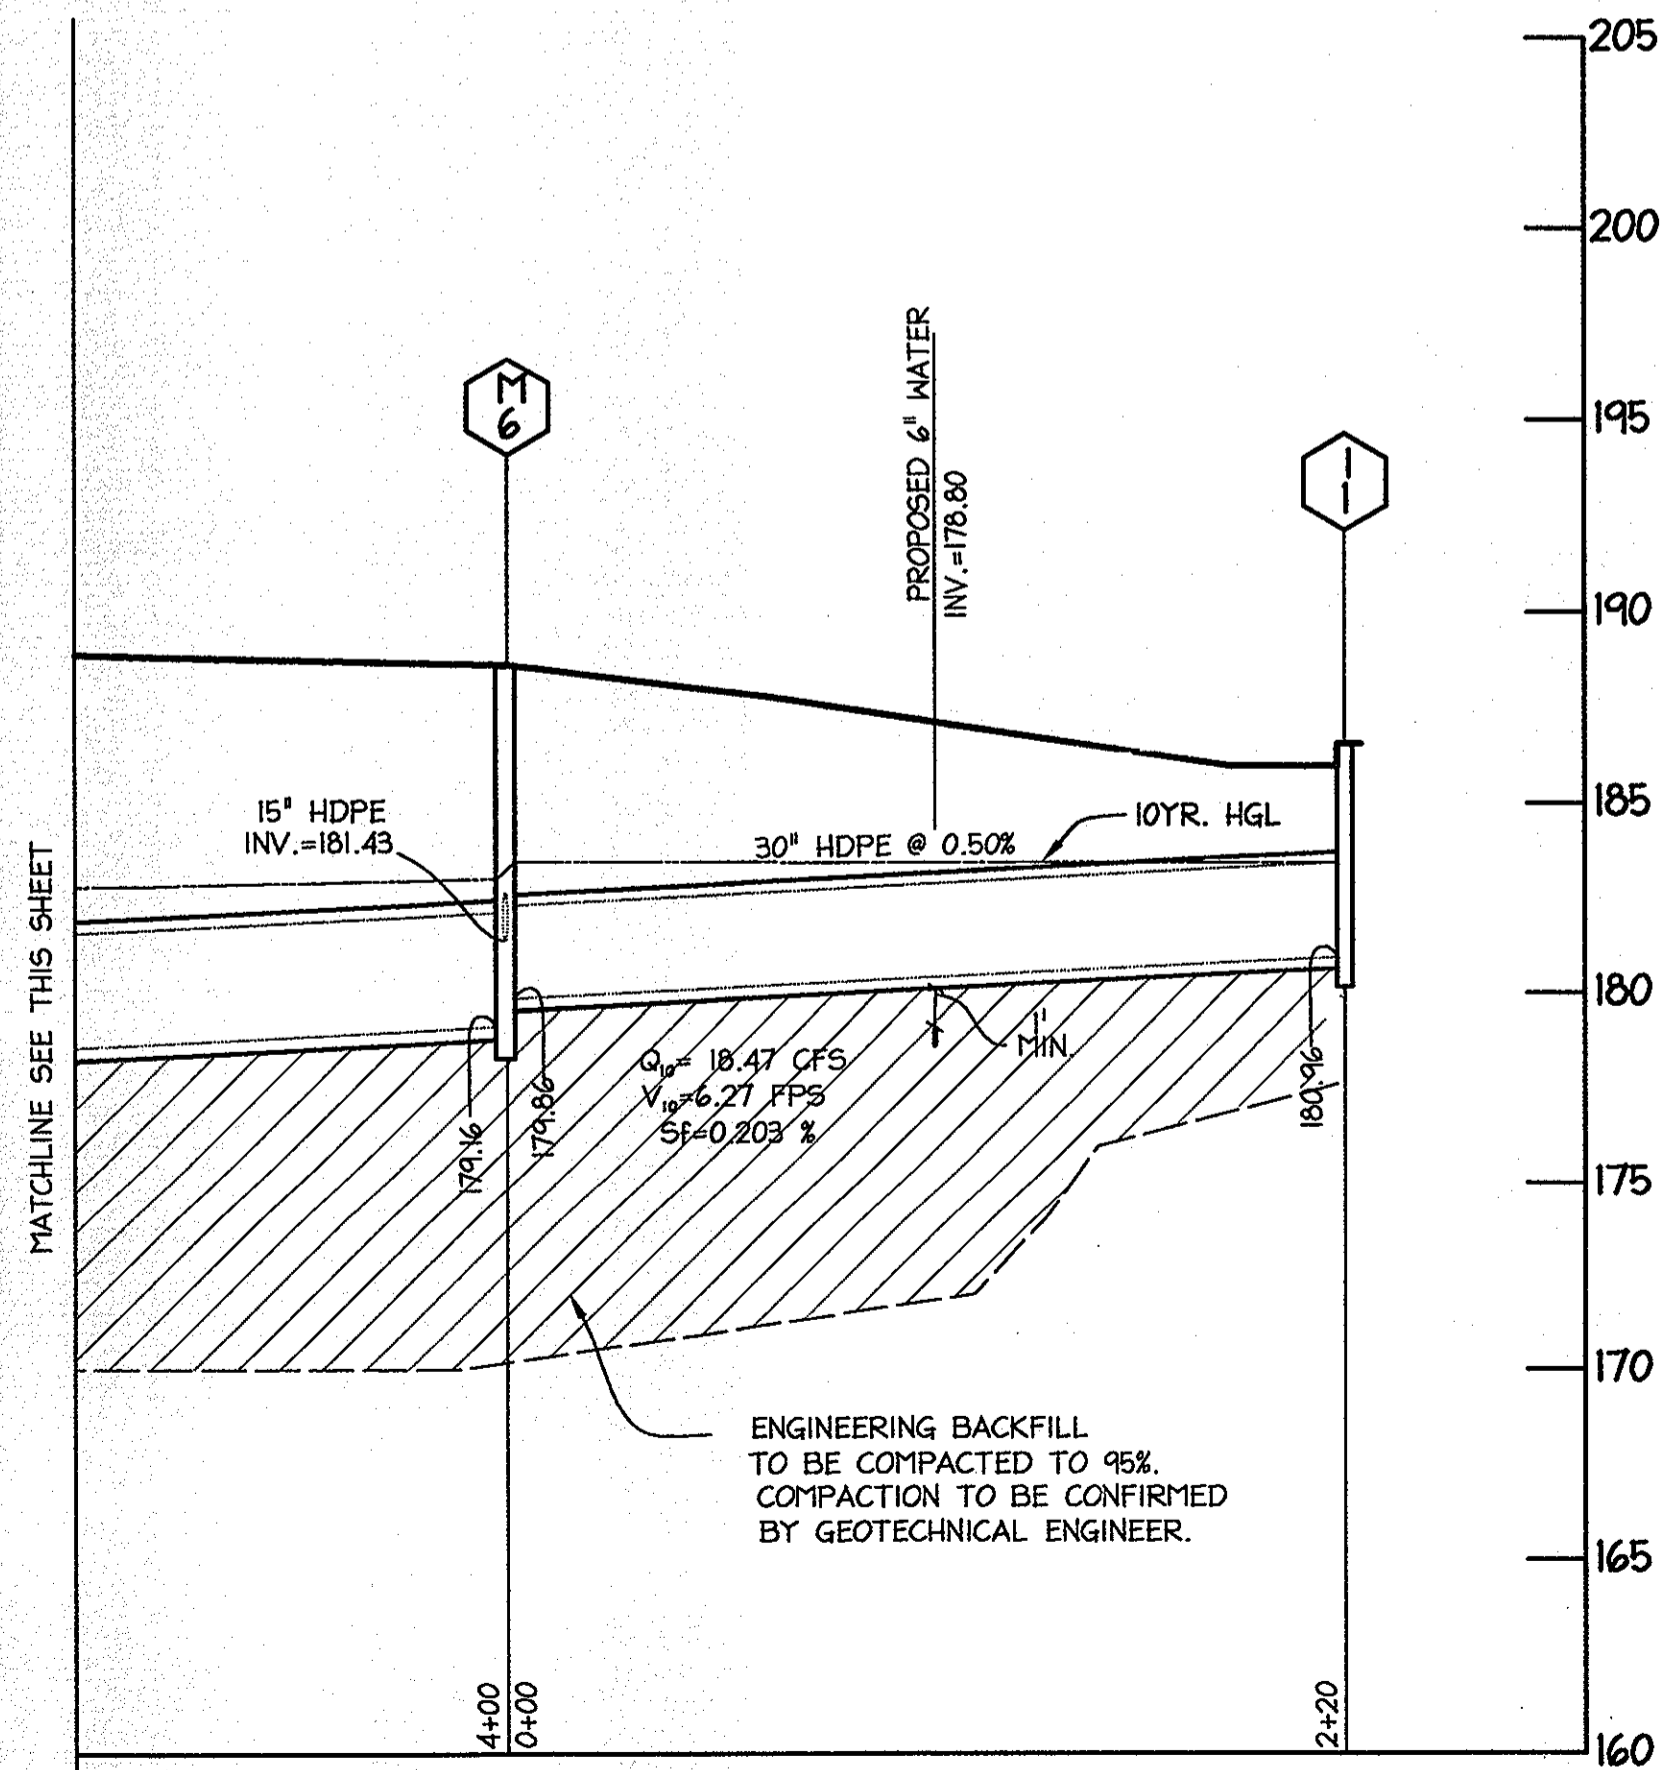 205
200
195
190
185
180
175
170
165
160
M
6
I
1
PROPOSED 6" WATER
INV.=178.80
15" HDPE
INV.=181.43
30" HDPE @ 0.50%
10YR. HGL
MATCHLINE SEE THIS SHEET
1'
MIN.
Q10= 18.47 CFS
V10=6.27 FPS
Sf=0.203 %
179.16
179.86
180.96
ENGINEERING BACKFILL
TO BE COMPACTED TO 95%.
COMPACTION TO BE CONFIRMED
BY GEOTECHNICAL ENGINEER.
4+00
0+00
2+20